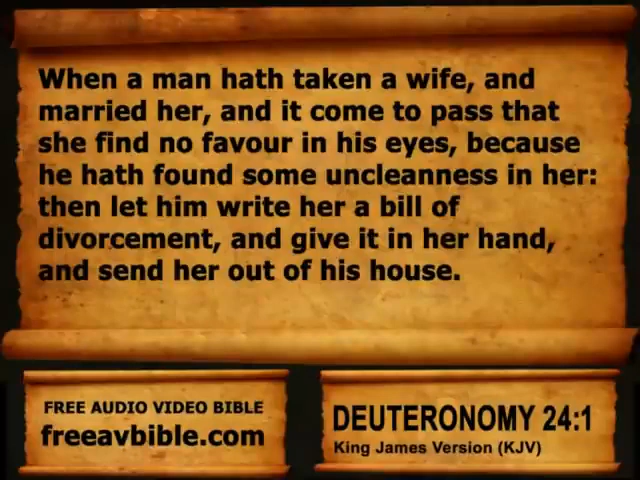 When a man hath taken a wife, and
married her, and it come to pass that
she find no favour in his eyes, because
he hath found some uncleanness in her:
then let him write her a bill of
divorcement, and give it in her hand,
and send her out of his house.
FREE AUDIO VIDEO BIBLE
freeavbible.com
DEUTERONOMY 24:1
King James Version (KJV)